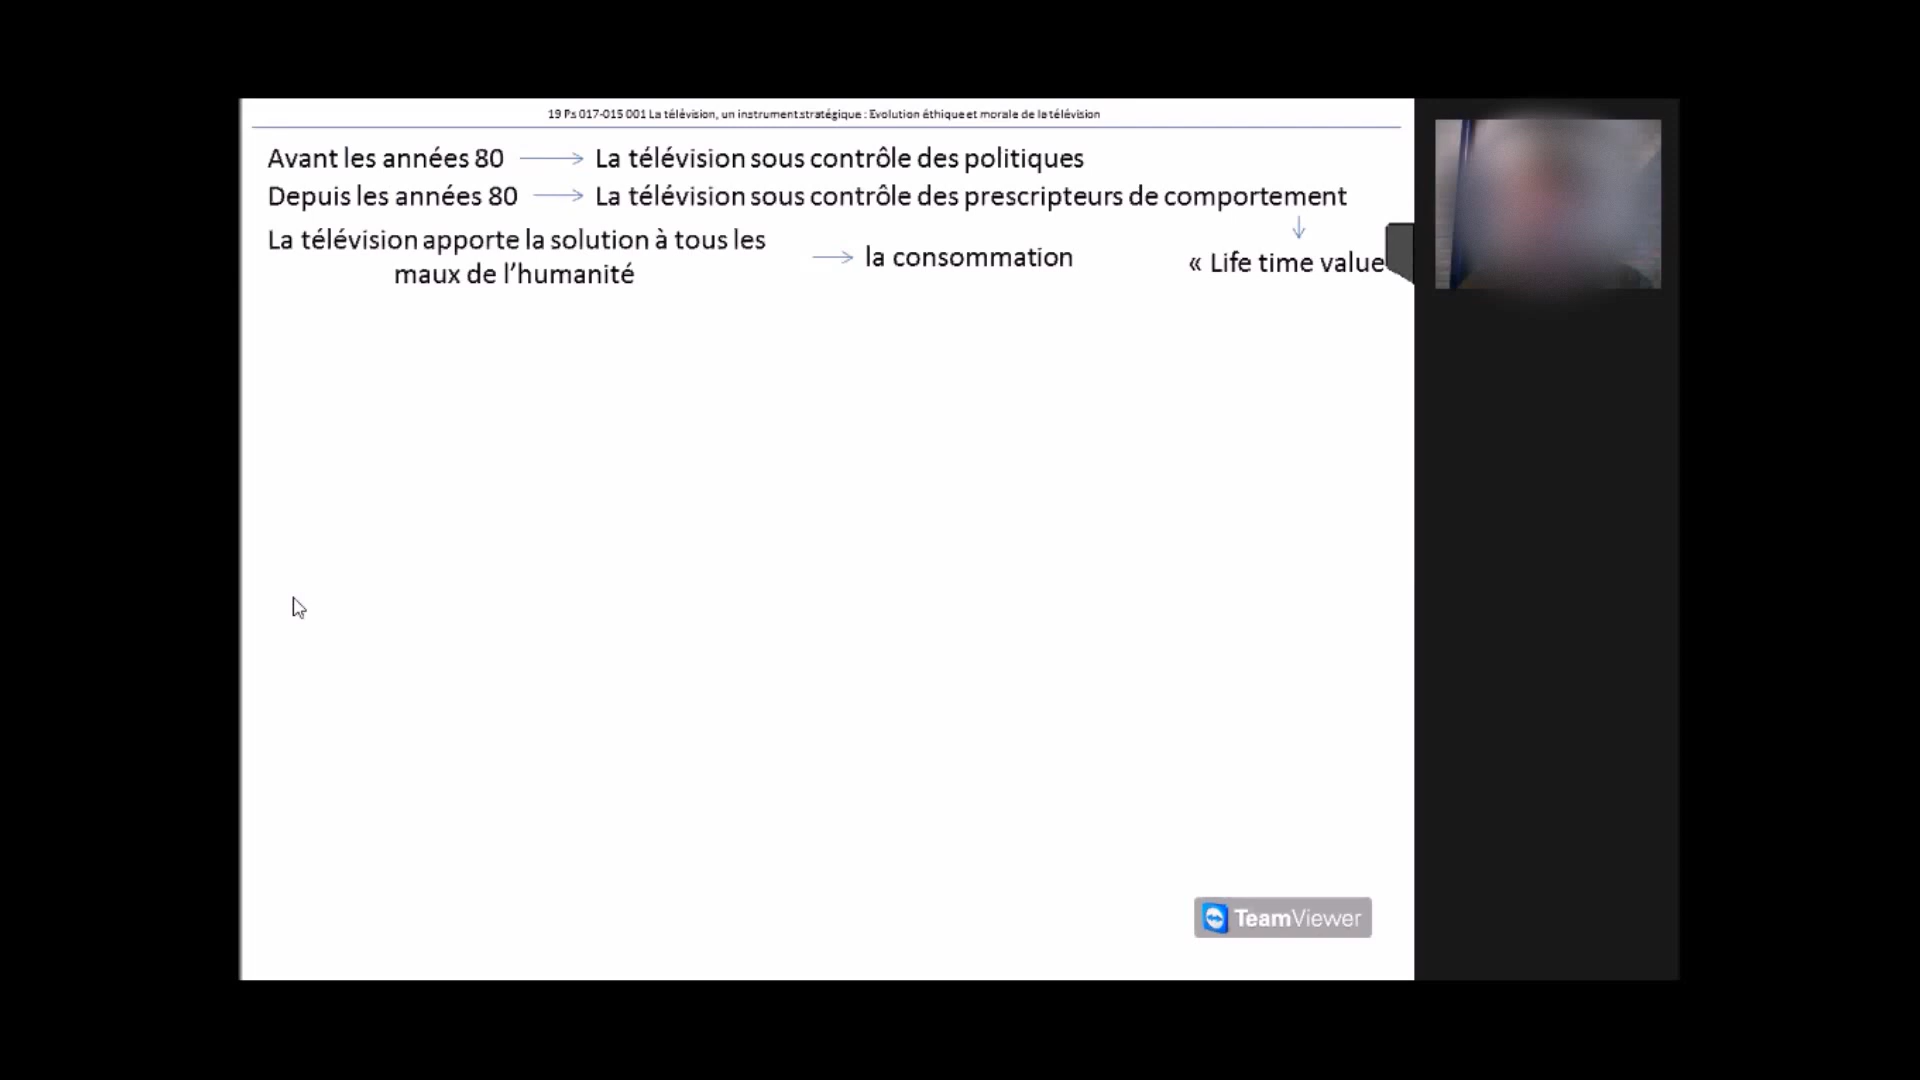 19 Ps 017-015 001 La télévision, un instrument stratégique : Evolution éthique et morale de la télévision
Avant les années 80 → La télévision sous contrôle des politiques
Depuis les années 80 → La télévision sous contrôle des prescripteurs de comportement
La télévision apporte la solution à tous les
maux de l’humanité
→ la consommation
« Life time value
TeamViewer